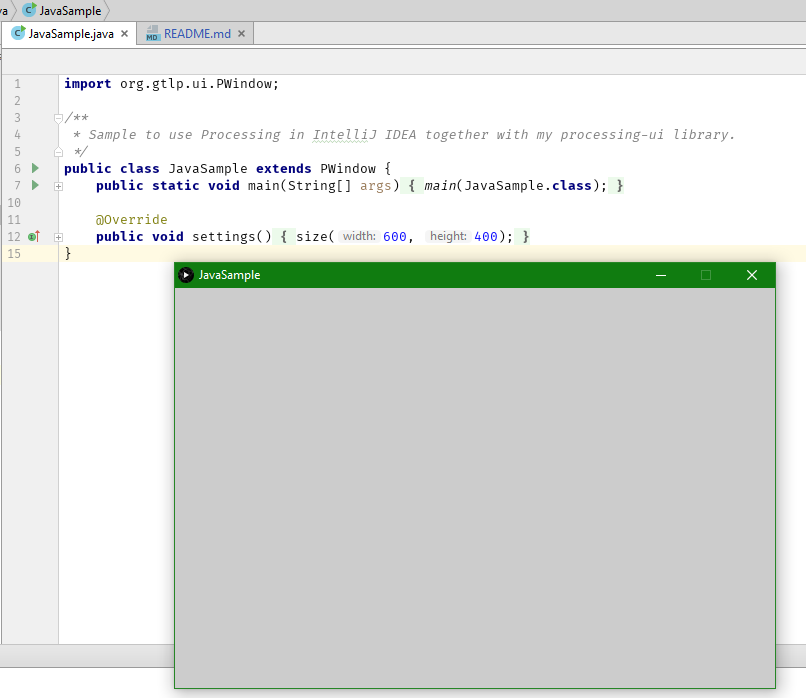 va JavaSample
JavaSample.java × MD README.md ×
1 import org.gtlp.ui.PWindow;
2
3 /**
4 * Sample to use Processing in IntelliJ IDEA together with my processing-ui library.
5 */
6 public class JavaSample extends PWindow {
7 public static void main(String[] args) { main(JavaSample.class); }
10
11 @Override
12 public void settings() { size( width: 600, height: 400); }
15 }
JavaSample